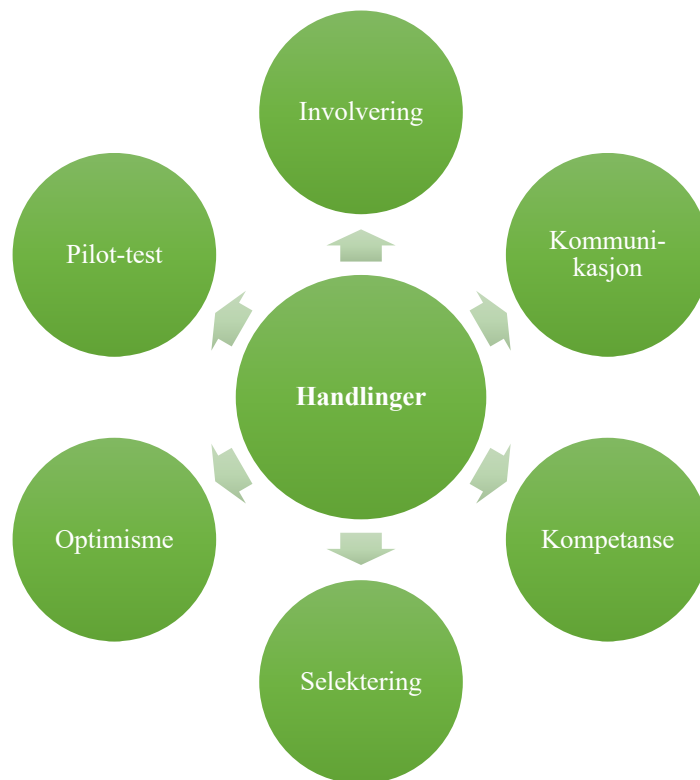 Involvering
Pilot-test
Kommuni-
kasjon
Handlinger
Optimisme
Kompetanse
Selektering